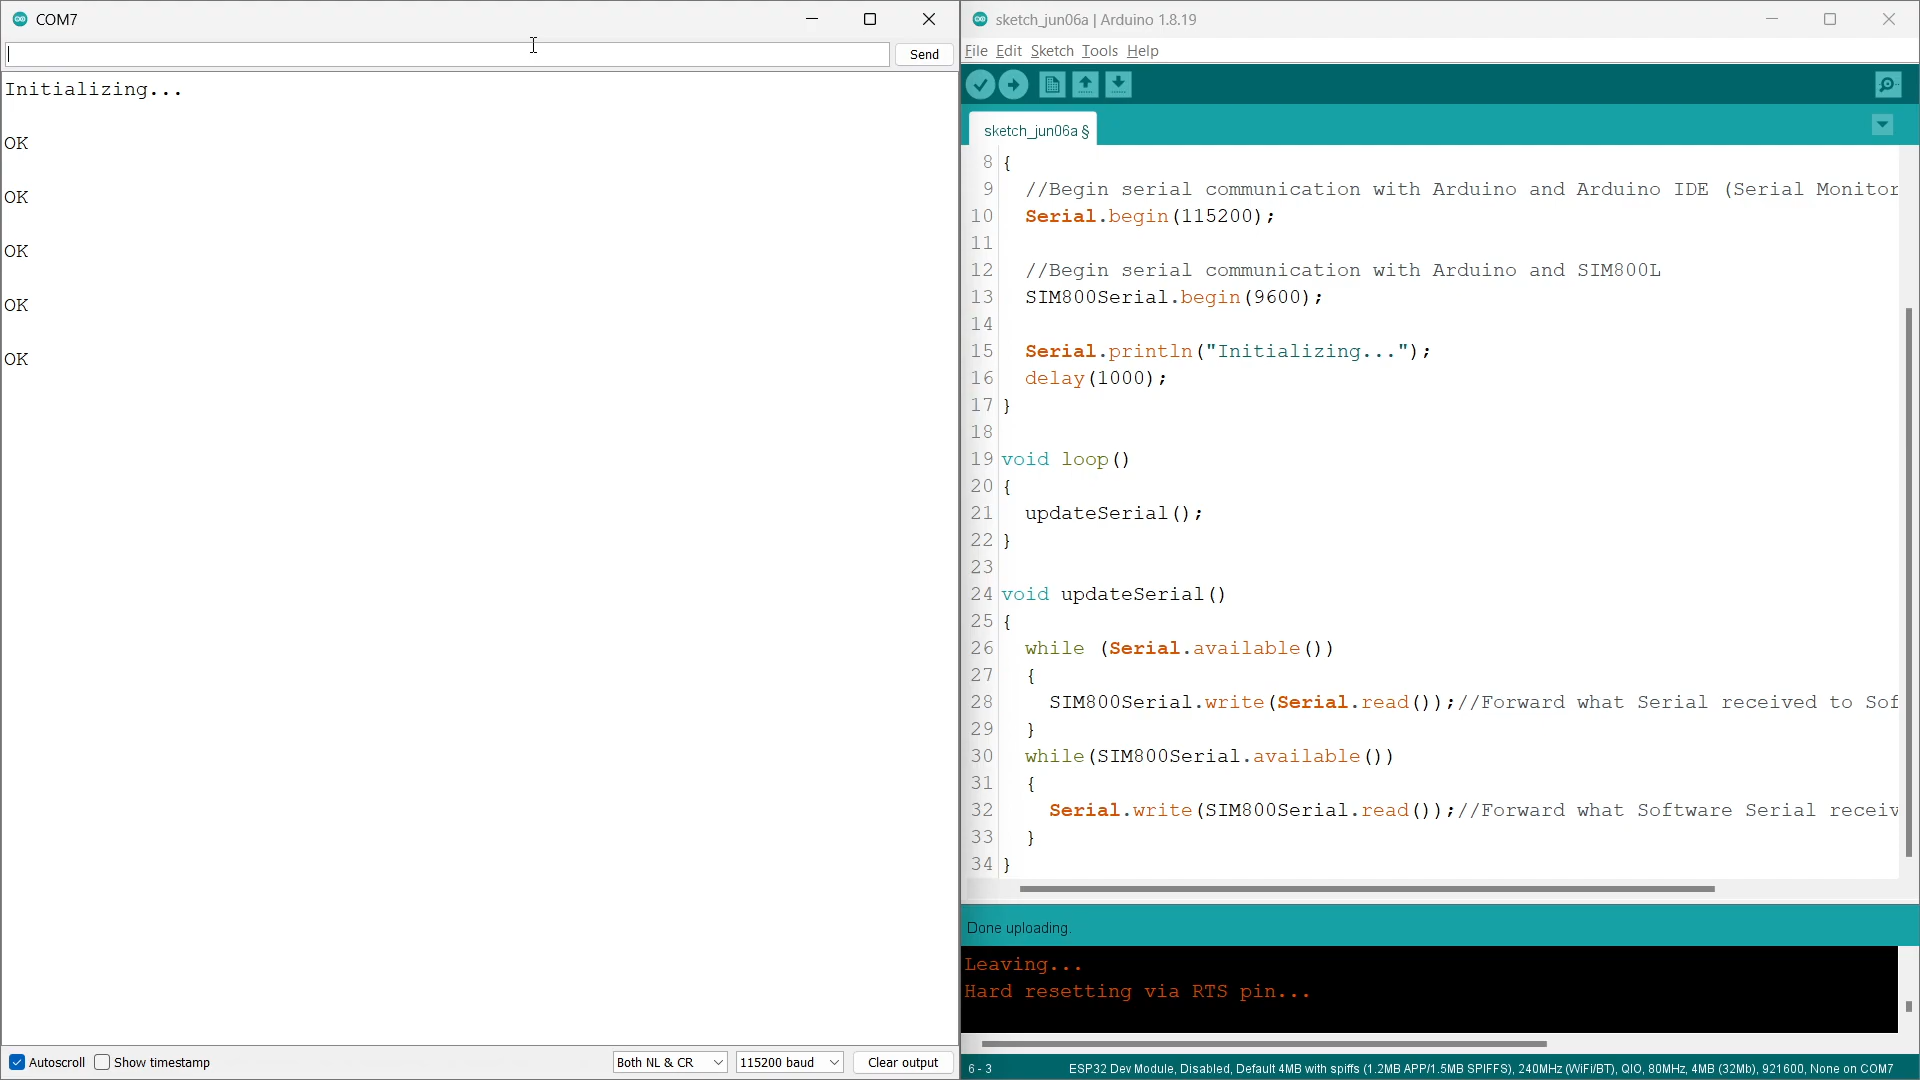 COM7
Send
Initializing...
OK
OK
OK
OK
OK
Autoscroll
Show timestamp
Both NL & CR
115200 baud
Clear output
sketch_jun06a | Arduino 1.8.19
File Edit Sketch Tools Help
sketch_jun06a §
8 {
9 //Begin serial communication with Arduino and Arduino IDE (Serial Monitor
10 Serial.begin(115200);
11
12 //Begin serial communication with Arduino and SIM800L
13 SIM800Serial.begin(9600);
14
15 Serial.println("Initializing...");
16 delay(1000);
17 }
18
19 void loop()
20 {
21 updateSerial();
22 }
23
24 void updateSerial()
25 {
26 while (Serial.available())
27 {
28 SIM800Serial.write(Serial.read());//Forward what Serial received to Sof
29 }
30 while(SIM800Serial.available())
31 {
32 Serial.write(SIM800Serial.read());//Forward what Software Serial receiv
33 }
34 }
Done uploading.
Leaving...
Hard resetting via RTS pin...
6 - 3
ESP32 Dev Module, Disabled, Default 4MB with spiffs (1.2MB APP/1.5MB SPIFFS), 240MHz (WiFi/BT), QIO, 80MHz, 4MB (32Mb), 921600, None on COM7